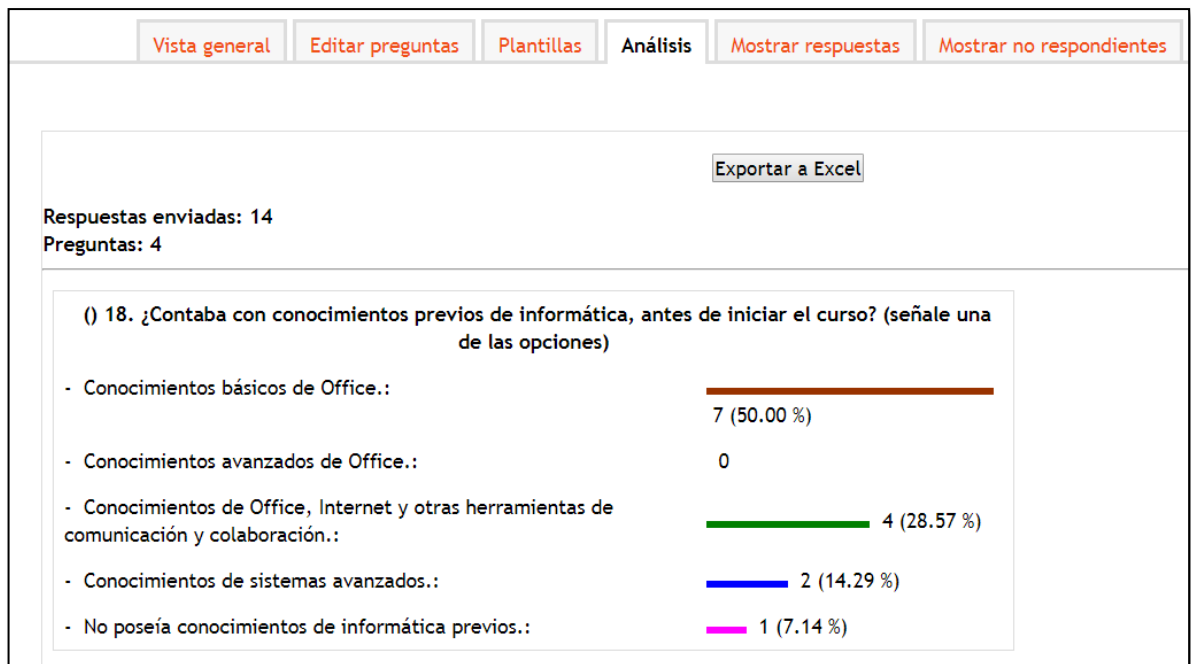 Vista general Editar preguntas Plantillas Análisis Mostrar respuestas Mostrar no respondientes
Exportar a Excel
Respuestas enviadas: 14
Preguntas: 4
() 18. ¿Contaba con conocimientos previos de informática, antes de iniciar el curso? (señale una
de las opciones)
- Conocimientos básicos de Office.:
7 (50.00 %)
- Conocimientos avanzados de Office.: 0
- Conocimientos de Office, Internet y otras herramientas de
comunicación y colaboración.: 4 (28.57 %)
- Conocimientos de sistemas avanzados.: 2 (14.29 %)
- No poseía conocimientos de informática previos.: 1 (7.14 %)